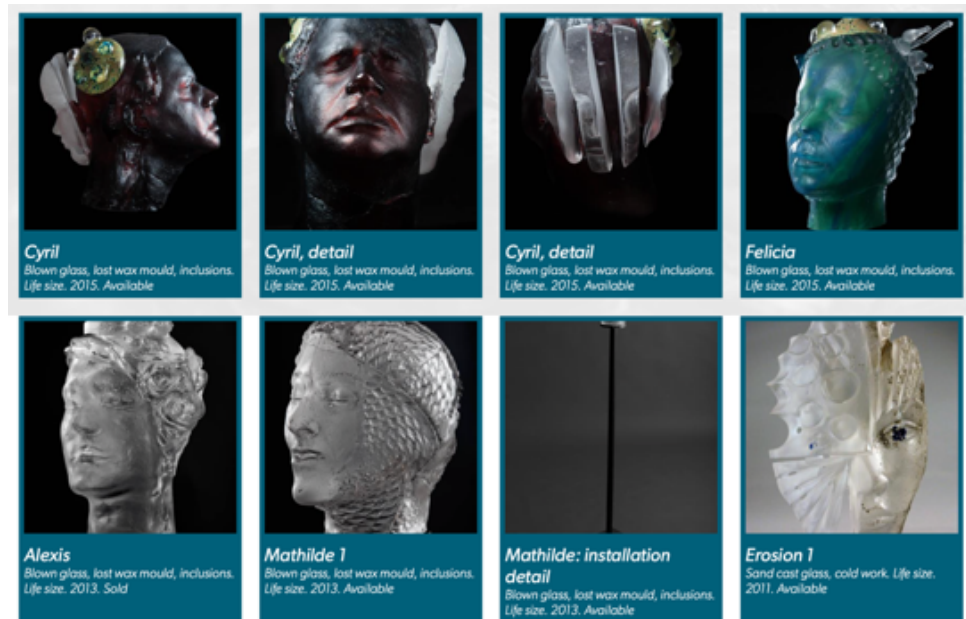 Cyril
Blown glass, lost wax mould, inclusions.
Life size. 2015. Available
Cyril, detail
Blown glass, lost wax mould, inclusions.
Life size. 2015. Available
Cyril, detail
Blown glass, lost wax mould, inclusions.
Life size. 2015. Available
Felicia
Blown glass, lost wax mould, inclusions.
Life size. 2015. Available
Alexis
Blown glass, lost wax mould, inclusions.
Life size. 2013. Sold
Mathilde 1
Blown glass, lost wax mould, inclusions.
Life size. 2013. Available
Mathilde: installation
detail
Blown glass, lost wax mould, inclusions.
Life size. 2013. Available
Erosion 1
Sand cast glass, cold work. Life size.
2011. Available